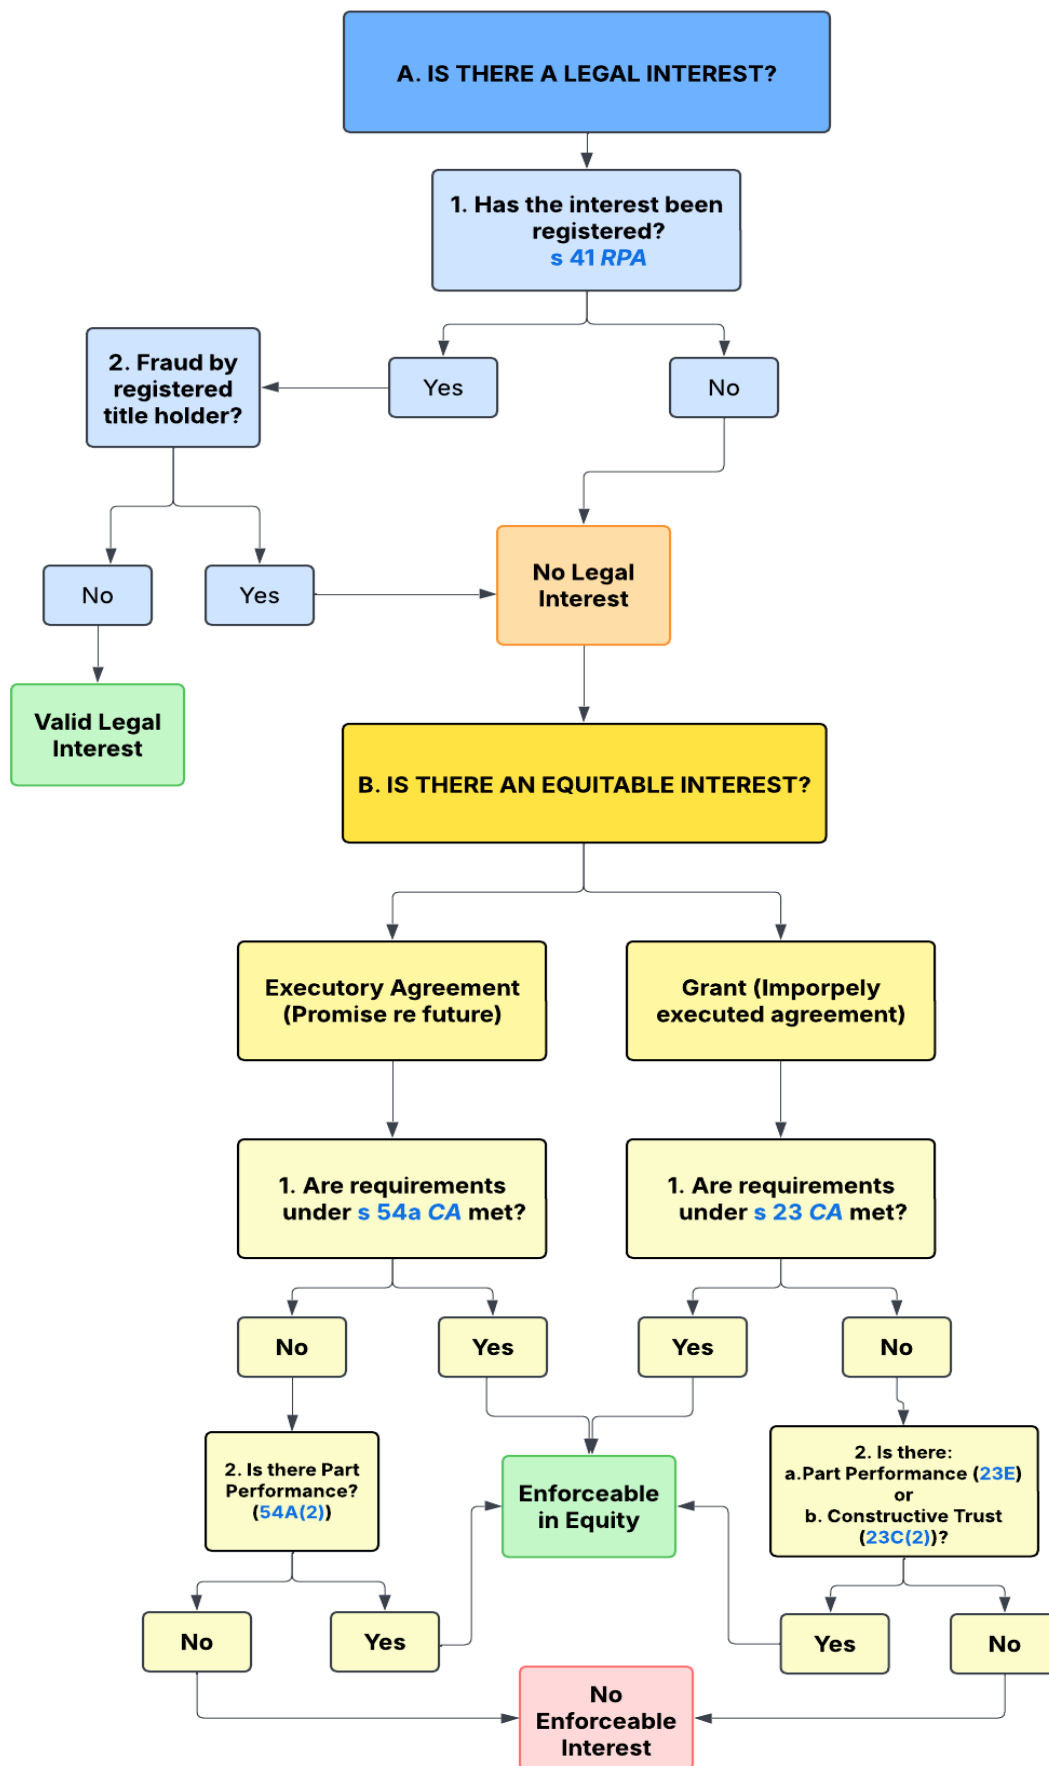 A. IS THERE A LEGAL INTEREST?
1. Has the interest been
registered?
s 41 RPA
2. Fraud by
registered
title holder?
Yes
No
No
Yes
No Legal
Interest
Valid Legal
Interest
B. IS THERE AN EQUITABLE INTEREST?
Executory Agreement
(Promise re future)
Grant (Imporpely
executed agreement)
1. Are requirements
under s 54a CA met?
1. Are requirements
under s 23 CA met?
No
Yes
Yes
No
2. Is there Part
Performance?
(54A(2))
Enforceable
in Equity
2. Is there:
a.Part Performance (23E)
or
b. Constructive Trust
(23C(2))?
No
Yes
Yes
No
No
Enforceable
Interest